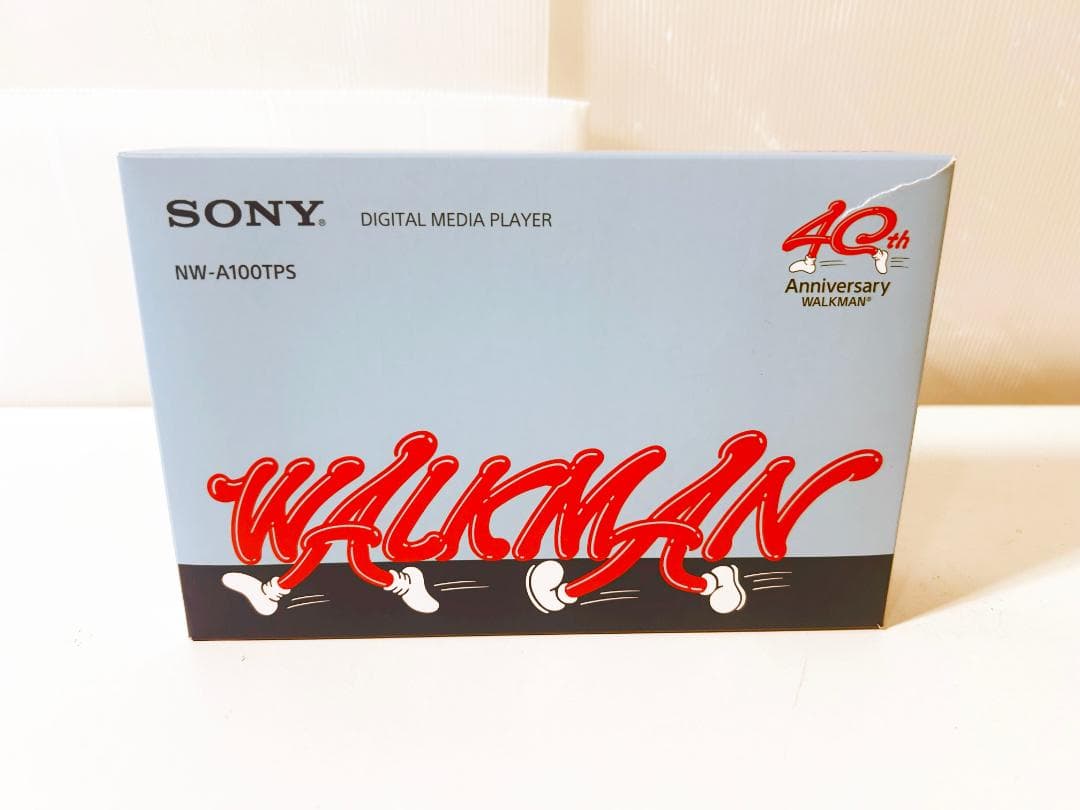 SONY®
DIGITAL MEDIA PLAYER
NW-A100TPS
40th
Anniversary
WALKMAN®
WALKMAN